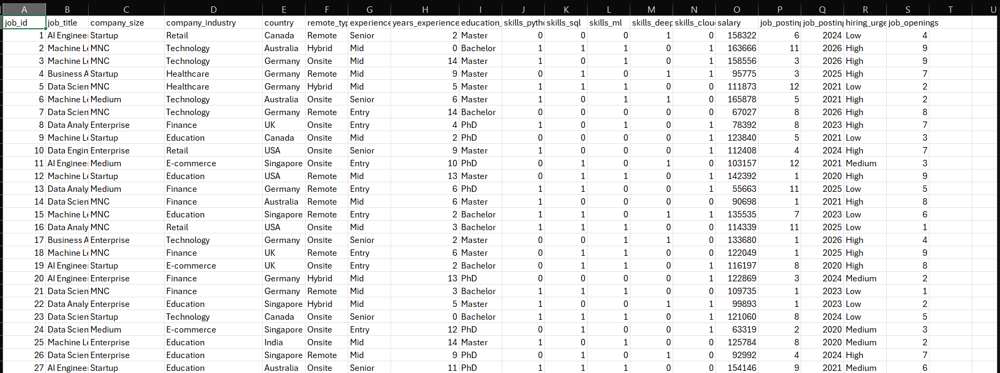 A B C D E F G H I J K L M N O P Q R S T U
job_id job_title company_size company_industry country remote_typ experience years_experience education_ skills_pytho skills_sql skills_ml skills_deep skills_clou salary job_posting job_posting hiring_urge job_openings
1 AI Engineer Startup Retail Canada Remote Senior 2 Master 0 0 0 1 0 158322 6 2024 Low 4
2 Machine Le MNC Technology Australia Hybrid Mid 0 Bachelor 1 1 1 0 1 163666 11 2026 High 9
3 Machine Le MNC Technology Germany Onsite Mid 14 Master 1 0 1 0 1 158556 3 2026 High 9
4 Business A Startup Healthcare Germany Remote Mid 9 Master 0 1 0 1 1 95775 3 2025 High 7
5 Data Scien MNC Healthcare Germany Hybrid Mid 5 Master 1 1 1 0 0 111873 12 2021 Low 2
6 Machine Le Medium Technology Australia Onsite Senior 6 Master 1 0 1 1 0 165878 5 2021 High 2
7 Data Scien MNC Technology Germany Remote Entry 14 Bachelor 0 0 0 0 0 67027 8 2026 High 8
8 Data Analy Enterprise Finance UK Onsite Entry 4 PhD 1 0 1 0 1 78392 8 2023 High 7
9 Machine Le Startup Education Canada Onsite Mid 2 PhD 0 0 0 0 1 123840 5 2021 Low 3
10 Data Engin Enterprise Retail USA Onsite Senior 9 Master 1 0 0 0 1 112408 4 2024 High 7
11 AI Engineer Medium E-commerce Singapore Onsite Entry 10 PhD 0 1 0 1 0 103157 12 2021 Medium 3
12 Machine Le Startup Education USA Remote Mid 13 Master 0 1 1 0 1 142392 1 2020 High 9
13 Data Analy Medium Finance Germany Remote Entry 6 PhD 1 1 0 0 1 55663 11 2025 Low 5
14 Data Scien MNC Finance Australia Remote Mid 6 Master 1 0 0 0 0 90698 1 2021 High 8
15 Machine Le MNC Education Singapore Remote Entry 2 Bachelor 1 1 0 1 1 135535 7 2023 Low 6
16 Data Analy MNC Retail USA Onsite Mid 3 Bachelor 1 1 1 0 0 114339 11 2025 Low 1
17 Business A Enterprise Technology Germany Onsite Senior 2 Master 0 0 1 1 0 133680 1 2026 High 4
18 Machine Le MNC Finance UK Remote Entry 6 Master 0 1 1 0 0 122049 1 2025 High 9
19 AI Engineer Startup E-commerce UK Onsite Entry 2 Bachelor 0 1 1 0 1 116197 8 2020 High 8
20 AI Engineer Enterprise Finance Germany Hybrid Mid 13 PhD 0 0 0 0 1 122869 3 2024 Medium 2
21 Data Scien MNC Finance Germany Remote Mid 3 Bachelor 1 1 1 0 0 109735 1 2023 Low 1
22 Data Analy Enterprise Education Singapore Hybrid Mid 5 Master 1 0 0 1 1 99893 1 2023 Low 2
23 Data Scien Startup Technology Canada Onsite Senior 0 Bachelor 1 1 1 0 1 121060 8 2024 Low 5
24 Data Scien Medium E-commerce Singapore Onsite Entry 12 PhD 0 1 0 0 1 63319 2 2020 Medium 3
25 Machine Le Enterprise Education India Onsite Mid 14 Master 1 0 1 0 0 125784 8 2020 Medium 2
26 Data Scien Enterprise Education Singapore Remote Mid 9 PhD 0 1 0 1 0 92992 4 2024 High 7
27 AI Engineer Startup Education Australia Onsite Senior 11 PhD 1 1 1 0 0 154146 9 2021 Medium 6